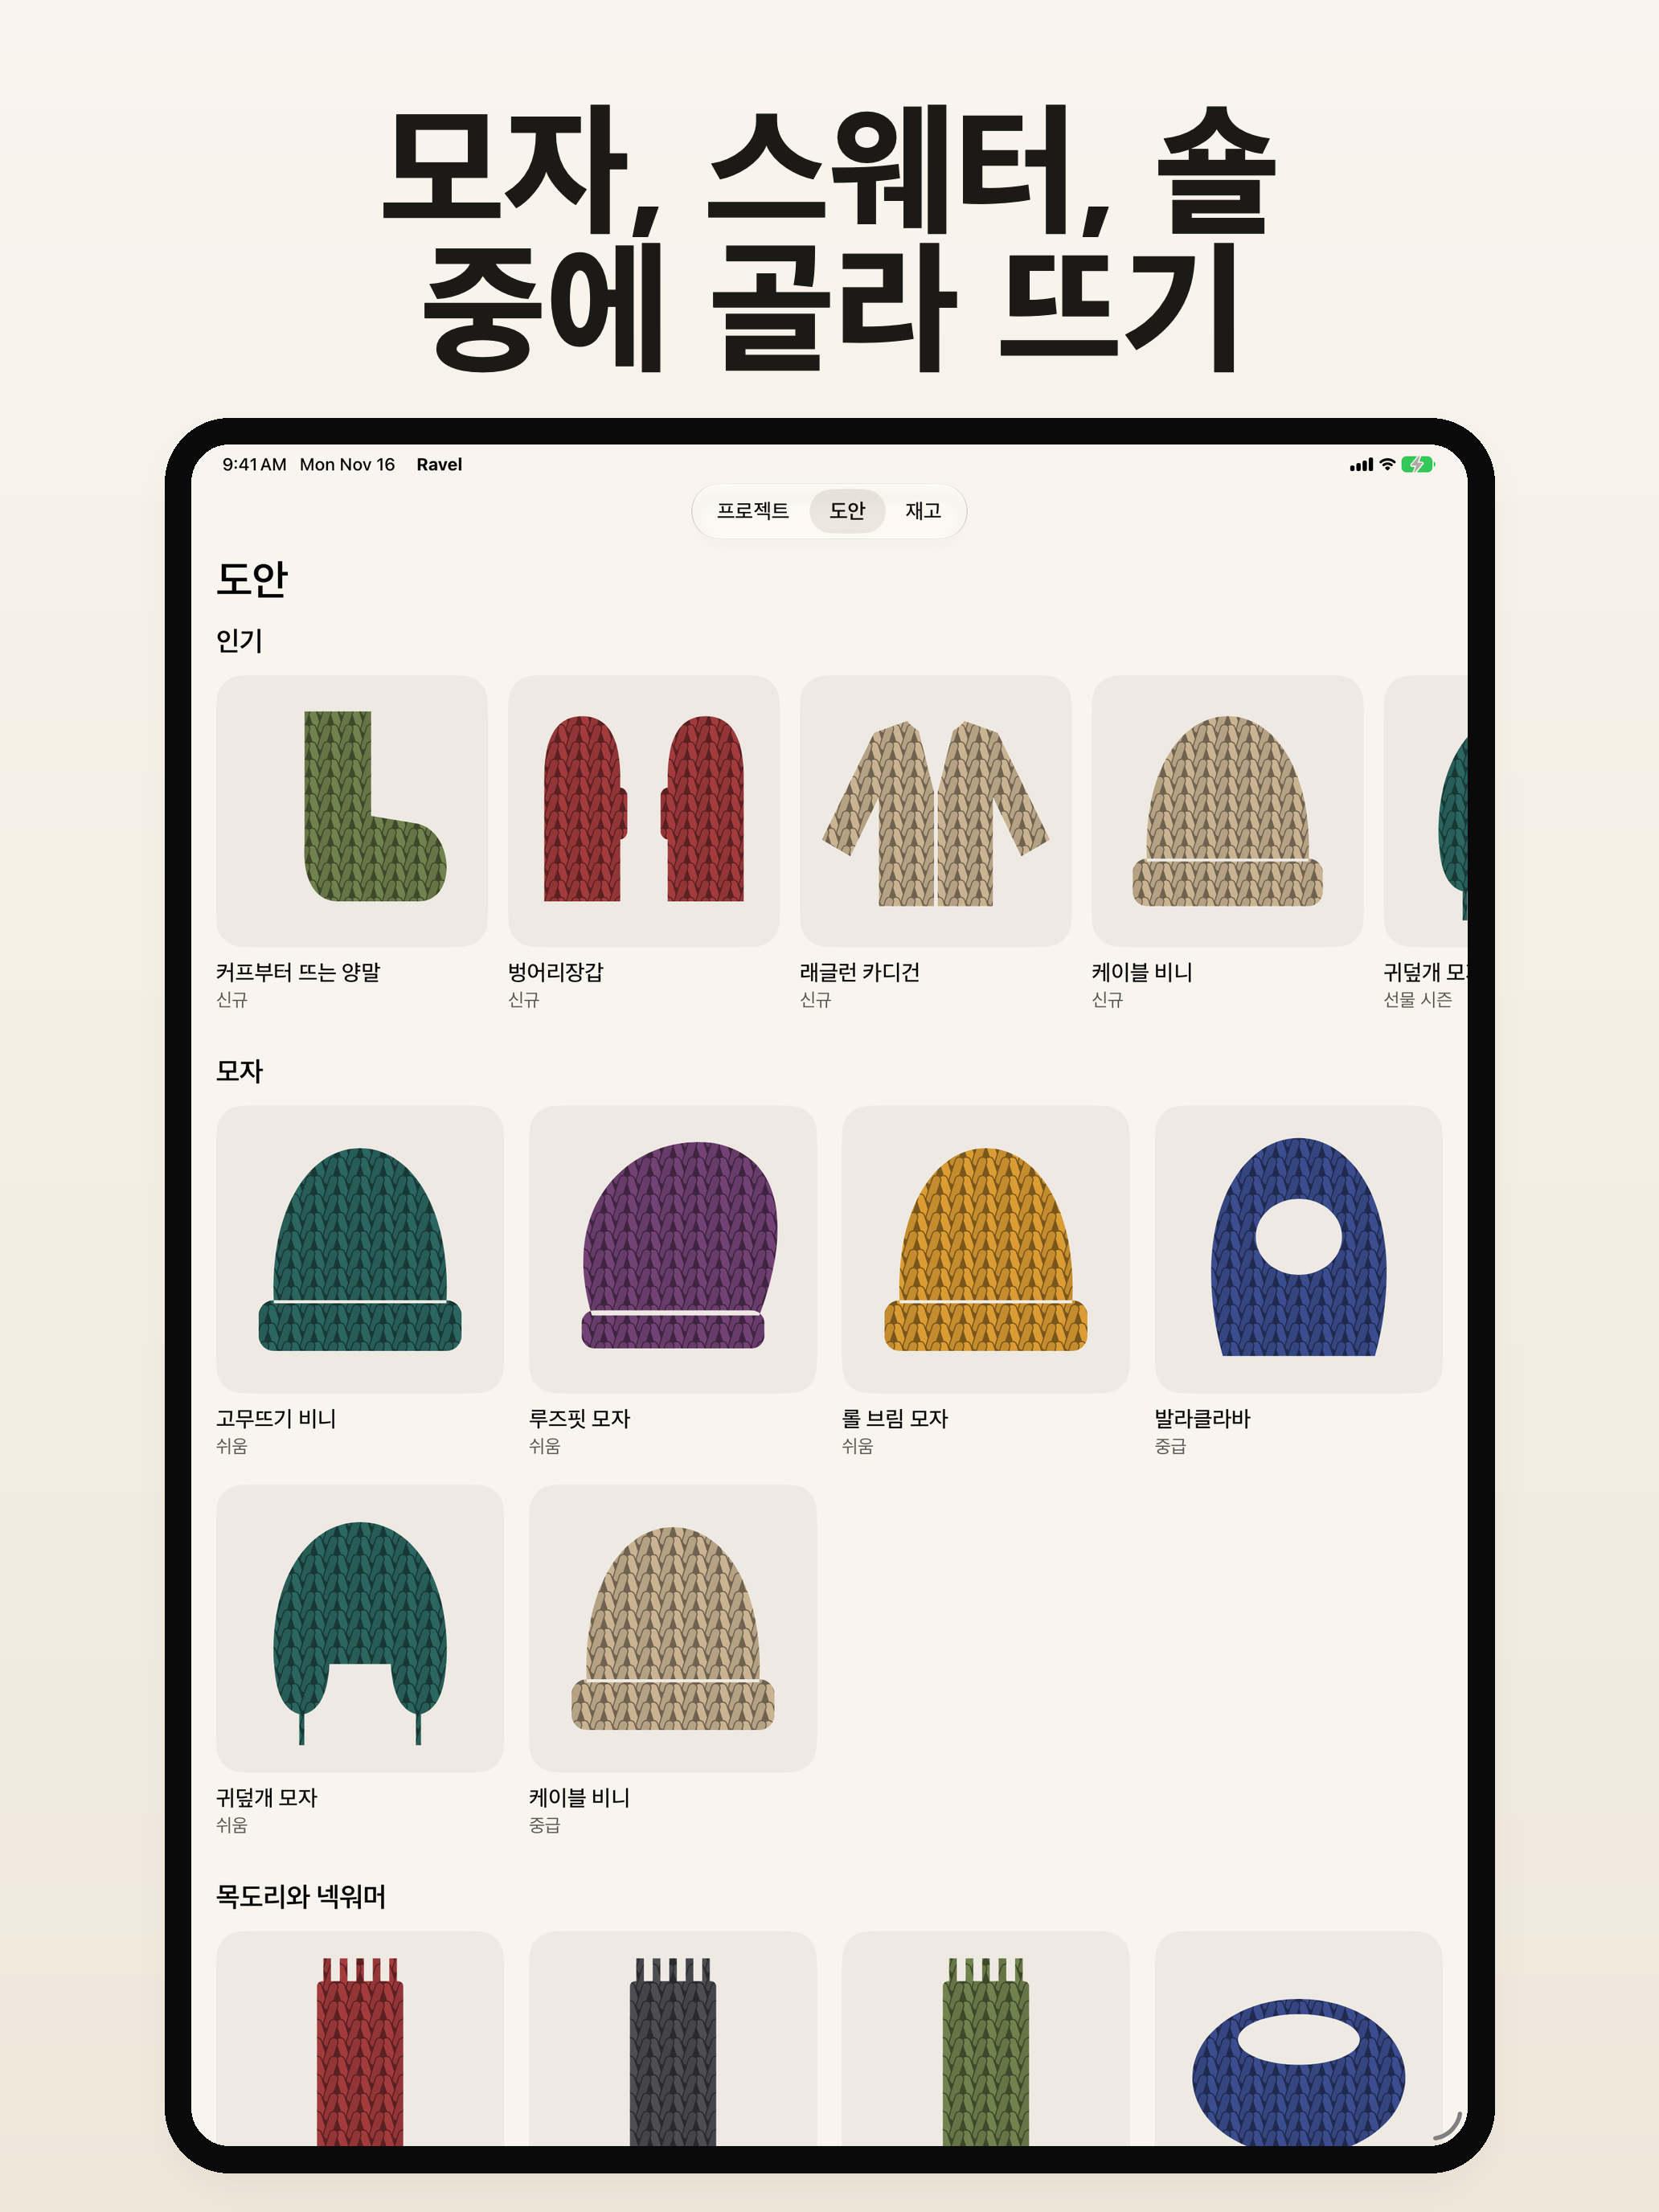 모자, 스웨터, 숄
중에 골라 뜨기
9:41 AM Mon Nov 16 Ravel
프로젝트 도안 재고
도안
인기
커프부터 뜨는 양말
신규
벙어리장갑
신규
래글런 카디건
신규
케이블 비니
신규
귀덮개 모
선물 시즌
모자
고무뜨기 비니
쉬움
루즈핏 모자
쉬움
롤 브림 모자
쉬움
발라클라바
중급
귀덮개 모자
쉬움
케이블 비니
중급
목도리와 넥워머